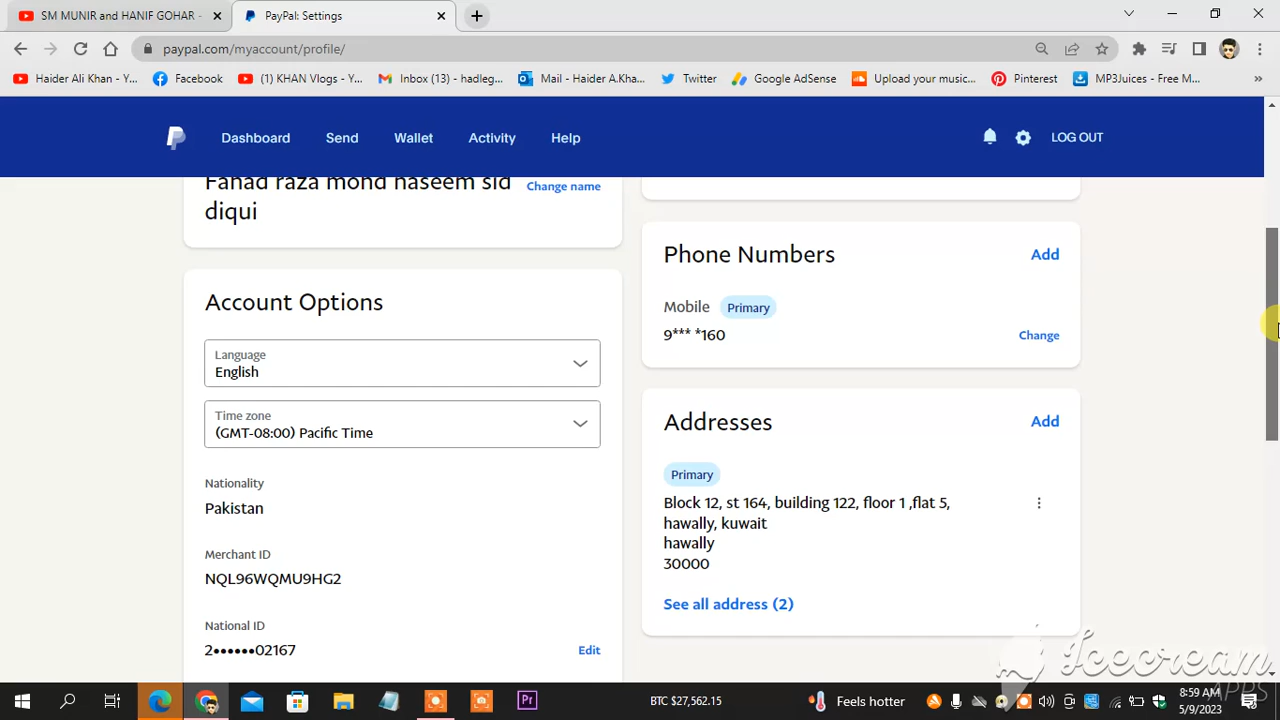 SM MUNIR and HANIF GOHAR -
PayPal: Settings
paypal.com/myaccount/profile/
Haider Ali Khan - Y...
Facebook
(1) KHAN Vlogs - Y...
Inbox (13) - hadleg...
Mail - Haider A.Kha...
Twitter
Google AdSense
Upload your music...
Pinterest
MP3Juices - Free M...
Dashboard
Send
Wallet
Activity
Help
LOG OUT
Fahad raza mohd naseem sid
diqui
Change name
Account Options
Language
English
Time zone
(GMT-08:00) Pacific Time
Nationality
Pakistan
Merchant ID
NQL96WQMU9HG2
National ID
2••••••02167
Edit
Phone Numbers
Add
Mobile
Primary
9*** *160
Change
Addresses
Add
Primary
Block 12, st 164, building 122, floor 1 ,flat 5,
hawally, kuwait
hawally
30000
See all address (2)
Icecream
APPS
Pr
BTC $27,562.15
Feels hotter
8:59 AM
5/9/2023